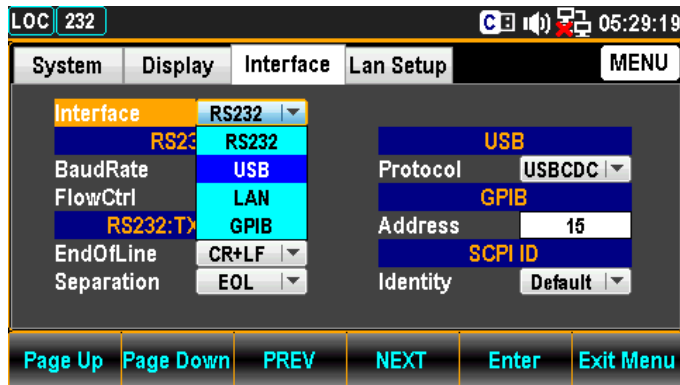 LOC 232 C 05:29:19
System Display Interface Lan Setup MENU
Interface RS232
RS23 RS232 USB
BaudRate USB Protocol USBCDC
FlowCtrl LAN GPIB
RS232:TX GPIB Address 15
EndOfLine CR+LF SCPI ID
Separation EOL Identity Default
Page Up Page Down PREV NEXT Enter Exit Menu